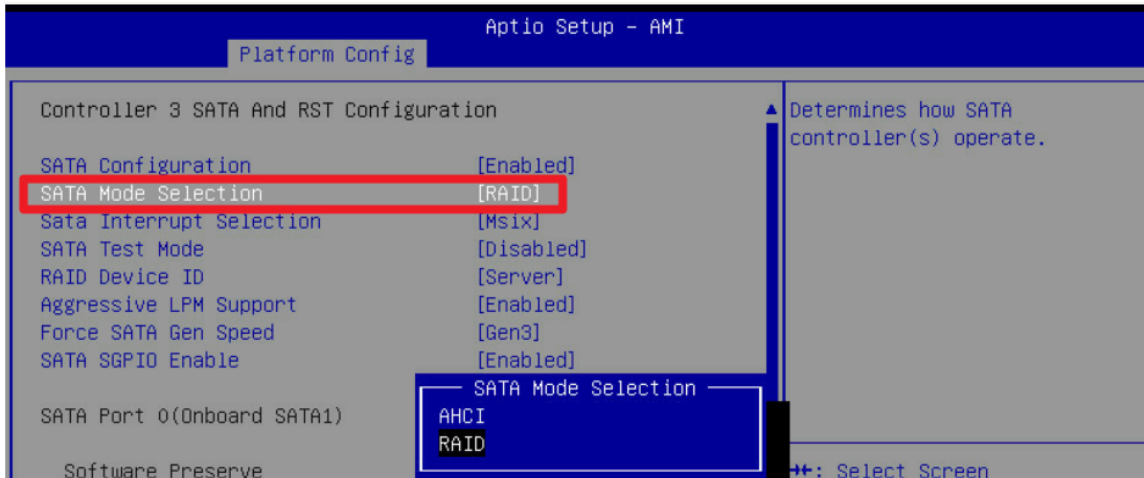 Aptio Setup – AMI
Platform Config
Controller 3 SATA And RST Configuration
SATA Configuration [Enabled]
SATA Mode Selection [RAID]
Sata Interrupt Selection [Msix]
SATA Test Mode [Disabled]
RAID Device ID [Server]
Aggressive LPM Support [Enabled]
Force SATA Gen Speed [Gen3]
SATA SGPIO Enable [Enabled]
SATA Port 0(Onboard SATA1)
Software Preserve
SATA Mode Selection
AHCI
RAID
Determines how SATA
controller(s) operate.
→←: Select Screen